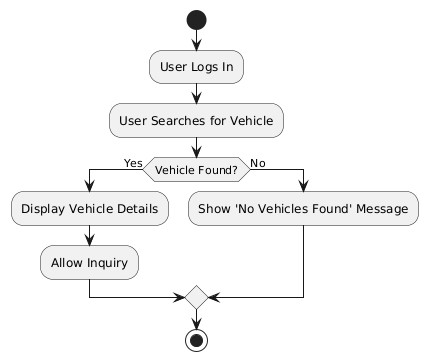 User Logs In
User Searches for Vehicle
Vehicle Found?
Yes
No
Display Vehicle Details
Show 'No Vehicles Found' Message
Allow Inquiry